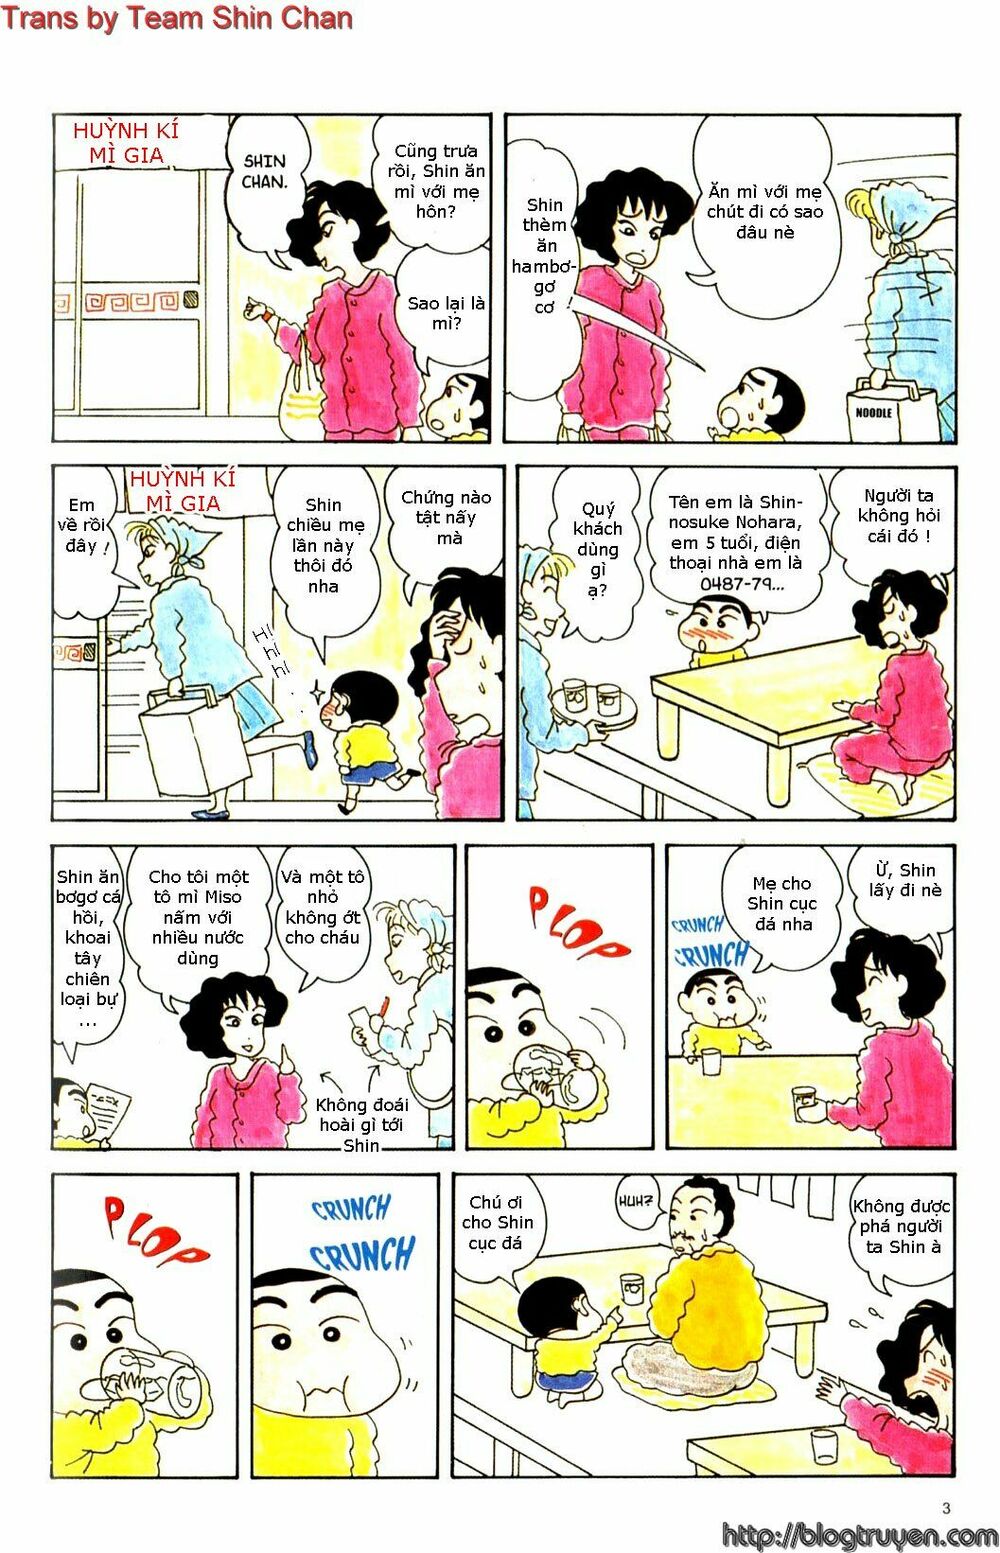 Trans by Team Shin Chan
HUỲNH KÍ
MÌ GIA
SHIN
CHAN.
Cũng trưa
rồi, Shin ăn
mì với mẹ
hôn?
Sao lại là
mì?
Shin
thèm
ăn
hambơ-
gơ
cơ !
Ăn mì với mẹ
chút đi có sao
đâu nè
NOODLE
Em
về rồi
đây !
HUỲNH KÍ
MÌ GIA
Shin
chiều mẹ
lần này
thôi đó
nha
Chứng nào
tật nấy
mà
Quý
khách
dùng
gì
ạ?
Tên em là Shin-
nosuke Nohara,
em 5 tuổi, điện
thoại nhà em là
0487-79...
Người ta
không hỏi
cái đó !
Shin ăn
bơgơ cá
hồi, khoai
tây
chiên
loại bự
...
Cho tôi một
tô mì Miso
nấm với
nhiều nước
dùng
Và một tô
nhỏ
không ớt
cho cháu
Không đoái
hoài gì tới
Shin
PLOP
CRUNCH
CRUNCH
Mẹ cho
Shin cục
đá nha
Ừ, Shin
lấy đi nè
PLOP
CRUNCH
CRUNCH
Chú ơi
cho Shin
cục đá
HUH?
Không được
phá người
ta Shin à
3
http://blogtruyen.com